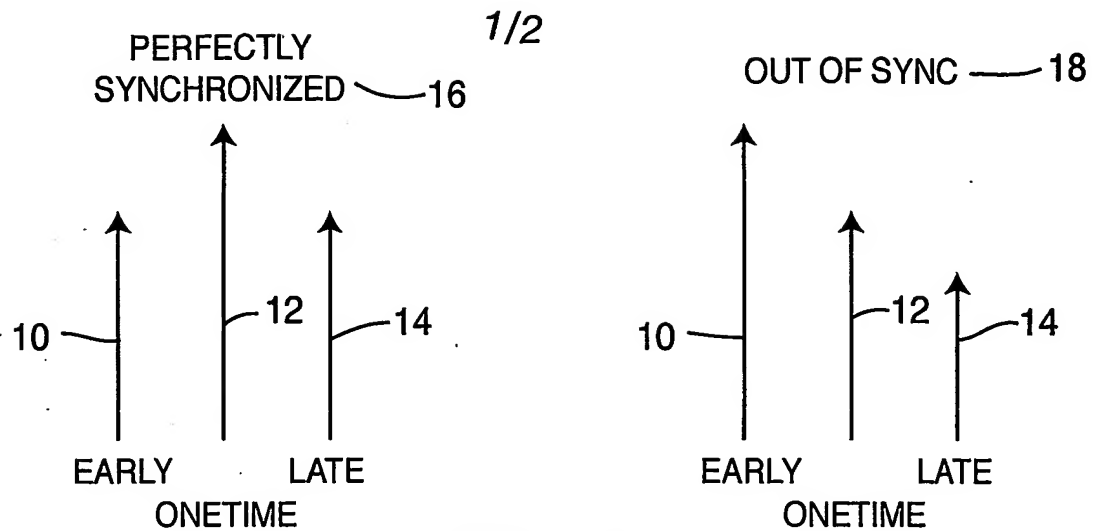 1/2
PERFECTLY
SYNCHRONIZED 16
OUT OF SYNC 18
10
12
14
10
12
14
EARLY LATE
ONETIME
EARLY LATE
ONETIME